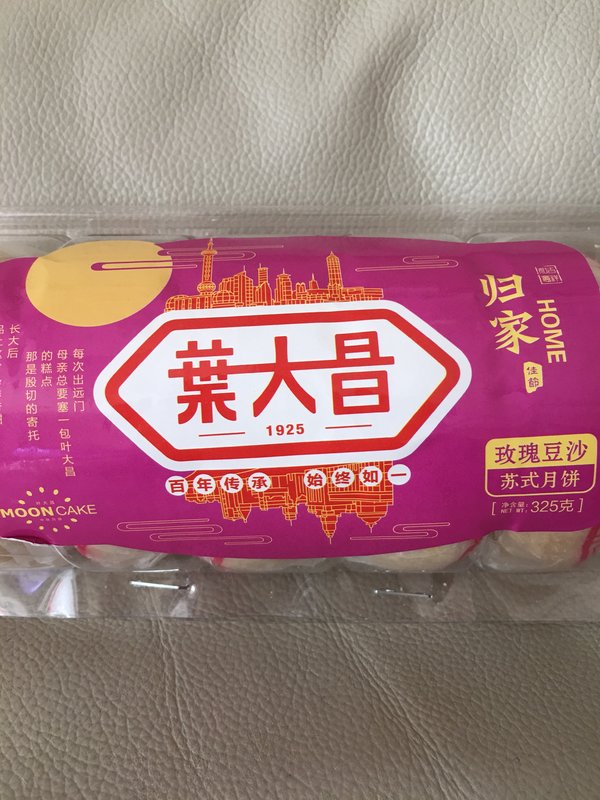 葉大昌
1925
百年传承 始终如一
归家
HOME
佳節
玫瑰豆沙
苏式月饼
净含量:
NET WT:
325克
每次出远门
母亲总要塞一包叶大昌
的糕点
那是殷切的寄托
长大后
MOON CAKE